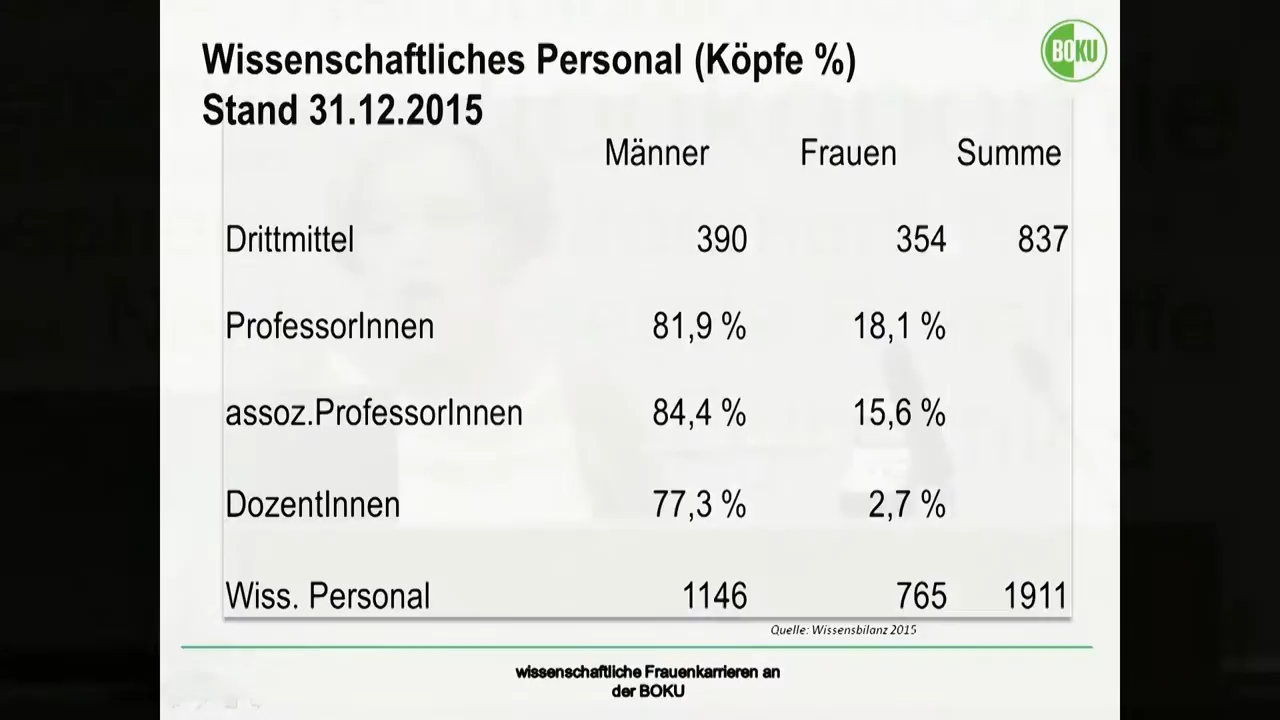 Wissenschaftliches Personal (Köpfe %)
Stand 31.12.2015
BOKU
Männer Frauen Summe
Drittmittel 390 354 837
ProfessorInnen 81,9 % 18,1 %
assoz.ProfessorInnen 84,4 % 15,6 %
DozentInnen 77,3 % 2,7 %
Wiss. Personal 1146 765 1911
Quelle: Wissensbilanz 2015
wissenschaftliche Frauenkarrieren an
der BOKU